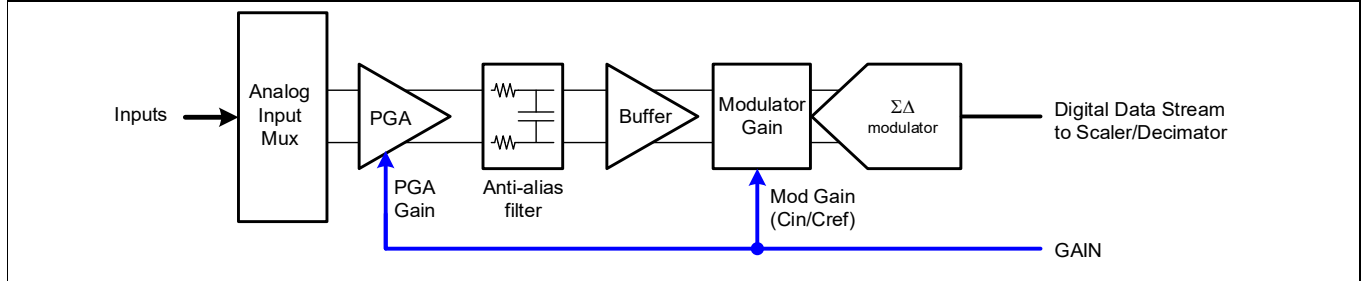 Inputs
Analog
Input
Mux
PGA
PGA
Gain
Anti-alias
filter
Buffer
Modulator
Gain
Mod Gain
(Cin/Cref)
ΣΔ
modulator
Digital Data Stream
to Scaler/Decimator
GAIN